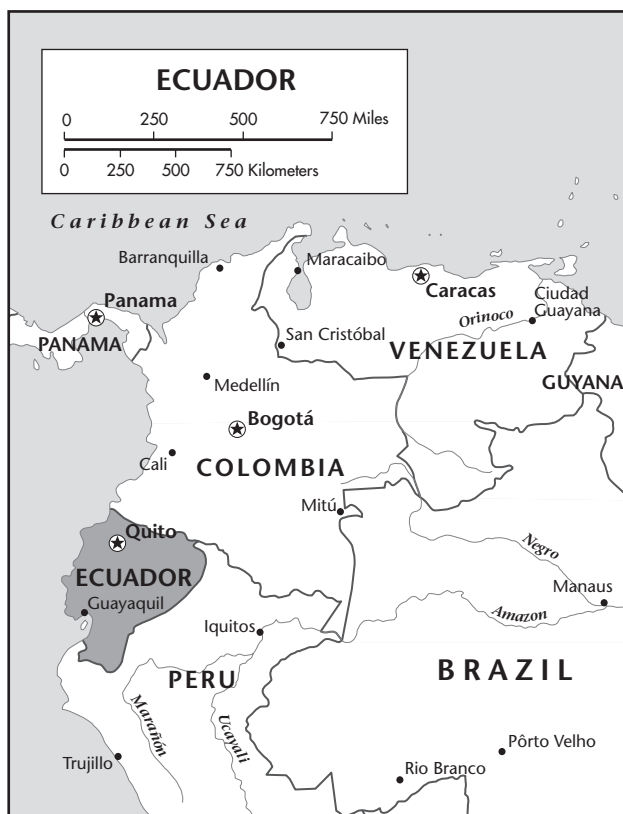 ECUADOR
0 250 500 750 Miles
0 250 500 750 Kilometers
Caribbean Sea
Barranquilla
Maracaibo
Caracas
Panama
Ciudad
Guayana
Orinoco
PANAMA
San Cristóbal
VENEZUELA
GUYANA
Medellín
Bogotá
Cali
COLOMBIA
Mitú
Quito
Negro
ECUADOR
Manaus
Guayaquil
Amazon
Iquitos
PERU
BRAZIL
Marañón
Ucayali
Trujillo
Pôrto Velho
Rio Branco